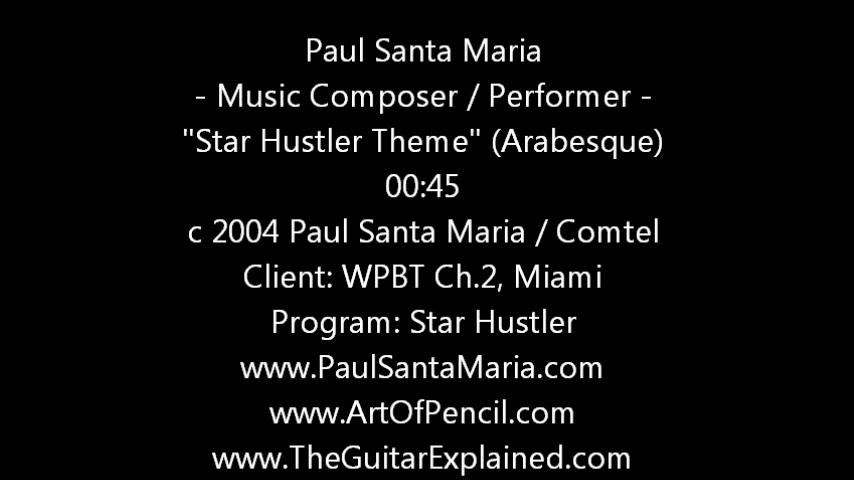 Paul Santa Maria
- Music Composer / Performer -
"Star Hustler Theme" (Arabesque)
00:45
c 2004 Paul Santa Maria / Comtel
Client: WPBT Ch.2, Miami
Program: Star Hustler
www.PaulSantaMaria.com
www.ArtOfPencil.com
www.TheGuitarExplained.com